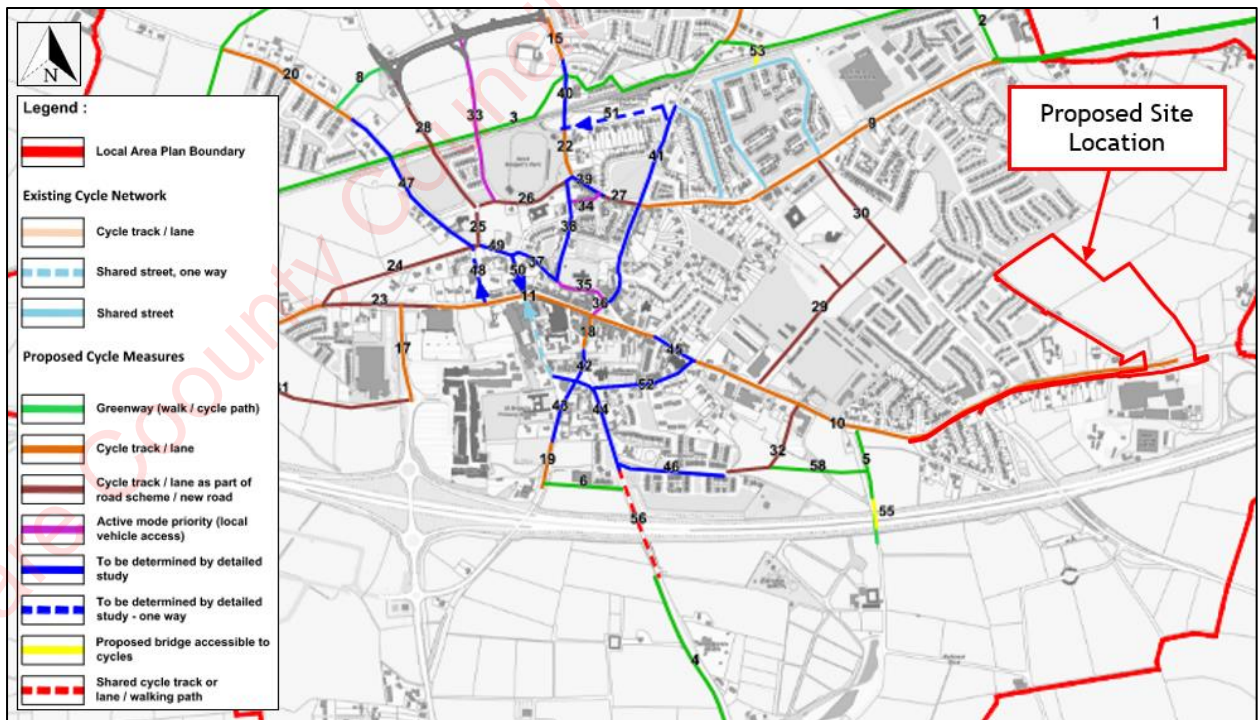 N
Legend :
Local Area Plan Boundary
Existing Cycle Network
Cycle track / lane
Shared street, one way
Shared street
Proposed Cycle Measures
Greenway (walk / cycle path)
Cycle track / lane
Cycle track / lane as part of
road scheme / new road
Active mode priority (local
vehicle access)
To be determined by detailed
study
To be determined by detailed
study - one way
Proposed bridge accessible to
cycles
Shared cycle track or
lane / walking path
Proposed Site
Location
1
2
53
15
20
8
40
33
3
51
28
9
22
41
47
39
27
34
26
38
30
25
49
37
24
50
48
35
29
11
36
23
18
45
17
42
52
43
44
10
32
5
46
58
19
6
56
55
4
County Council